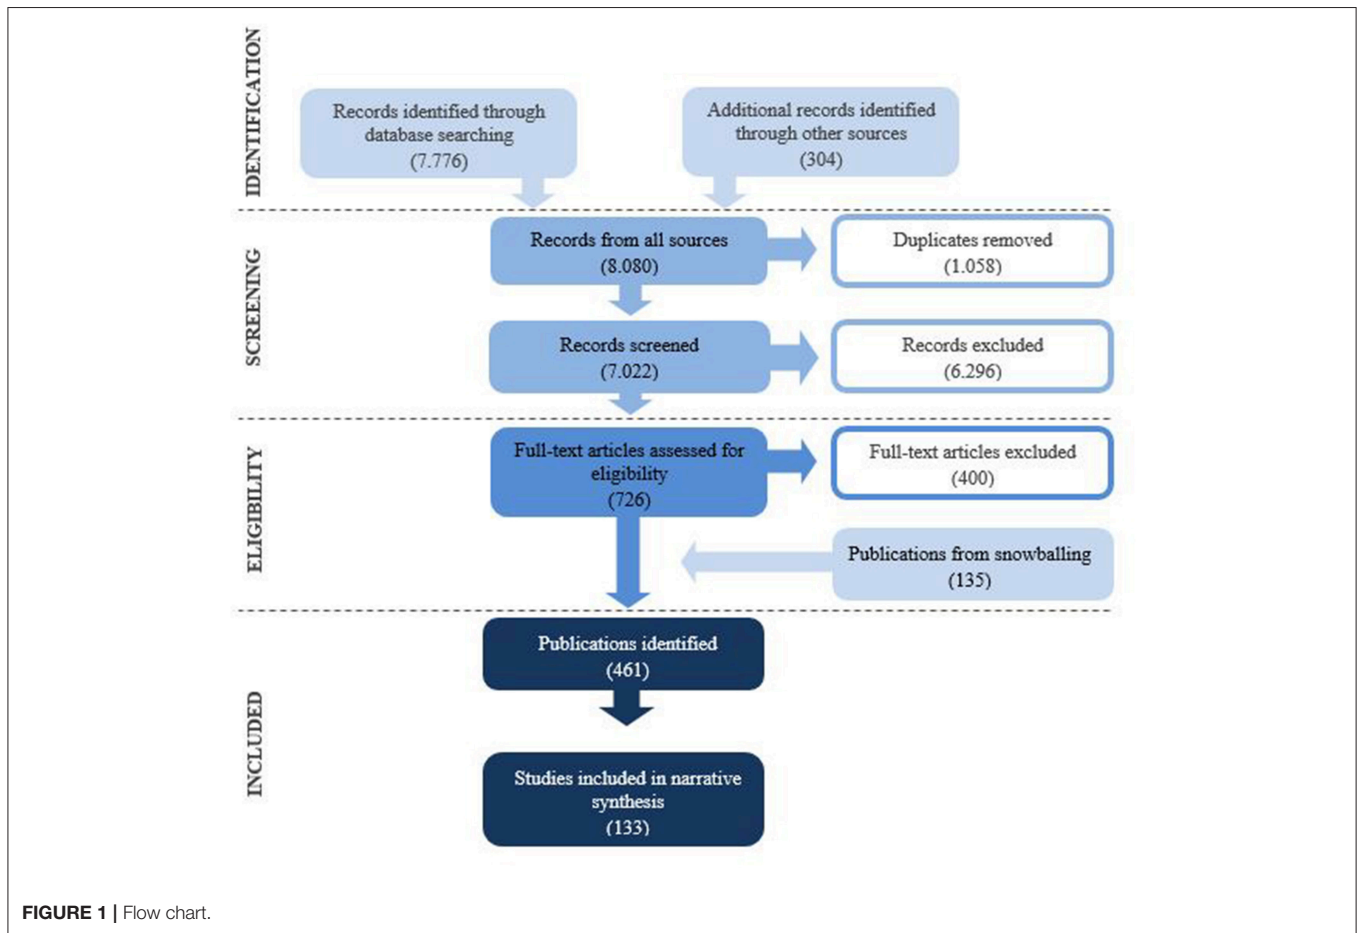 IDENTIFICATION
Records identified through
database searching
(7.776)
Additional records identified
through other sources
(304)
SCREENING
Records from all sources
(8.080)
Duplicates removed
(1.058)
Records screened
(7.022)
Records excluded
(6.296)
ELIGIBILITY
Full-text articles assessed for
eligibility
(726)
Full-text articles excluded
(400)
Publications from snowballing
(135)
INCLUDED
Publications identified
(461)
Studies included in narrative
synthesis
(133)
FIGURE 1 | Flow chart.